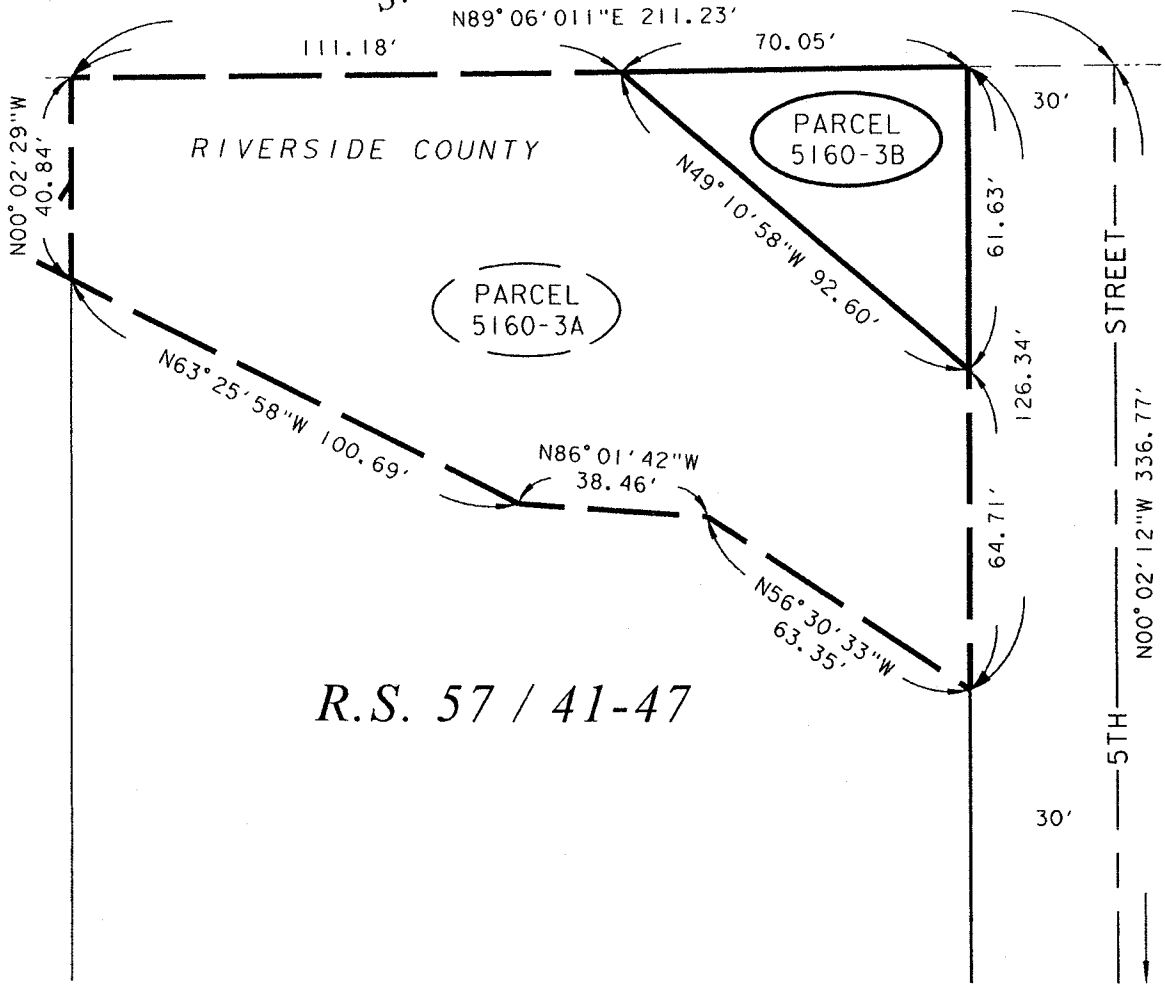 N89°06'011"E 211.23'
111.18'
70.05'
30'
N00°02'29"W
40.84'
RIVERSIDE COUNTY
PARCEL
5160-3B
N49°10'58"W 92.60'
61.63'
PARCEL
5160-3A
126.34'
STREET
N63°25'58"W 100.69'
N86°01'42"W
38.46'
64.71'
N00°02'12"W 336.77'
N56°30'33"W
63.35'
R.S. 57 / 41-47
5TH
30'